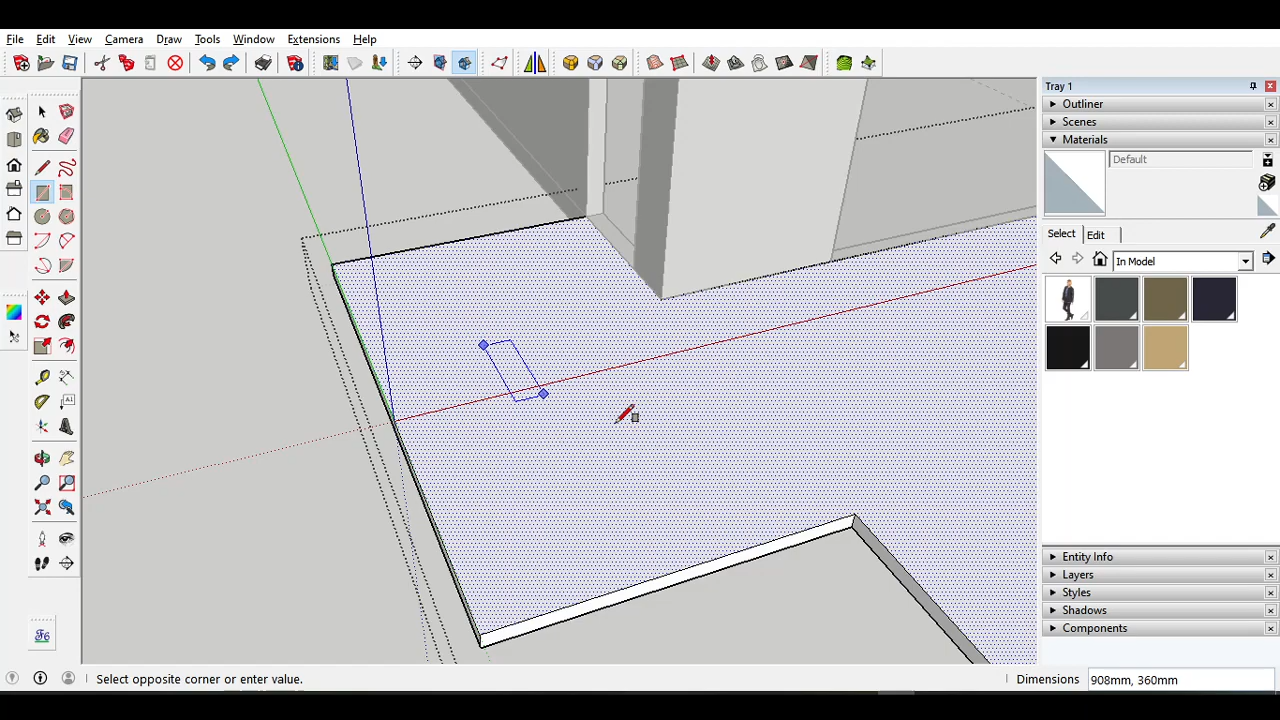 File Edit View Camera Draw Tools Window Extensions Help
Tray 1
Outliner
Scenes
Materials
Default
Select Edit
In Model
A1
Entity Info
Layers
Styles
Shadows
Components
Select opposite corner or enter value.
Dimensions 908mm, 360mm